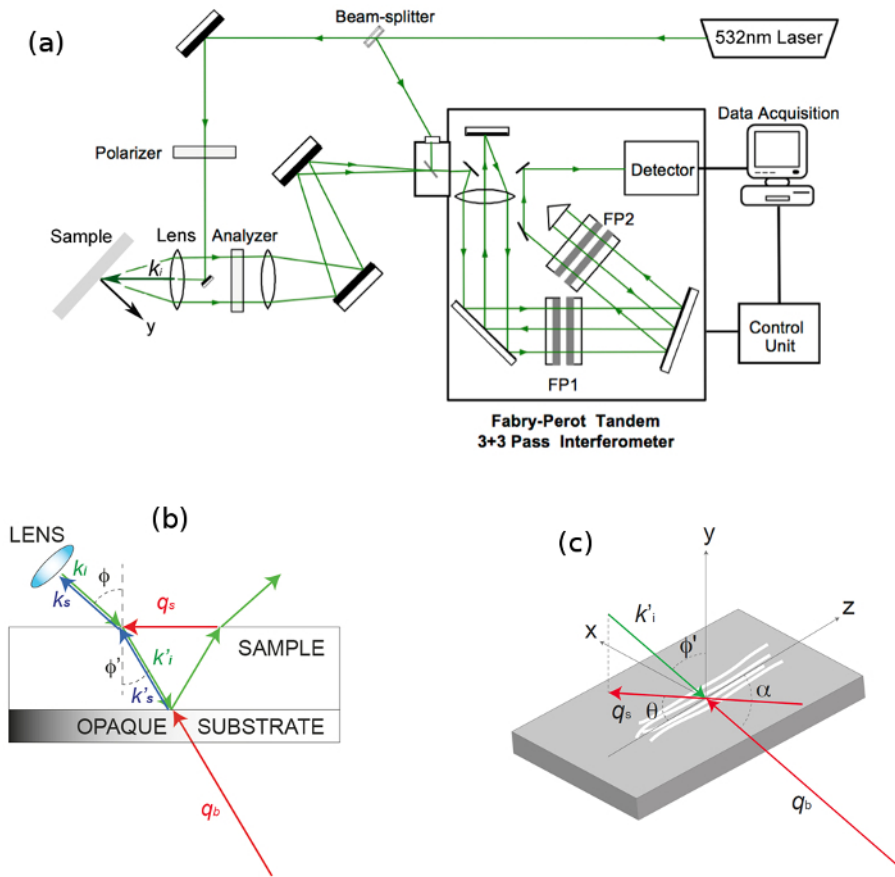 (a)
Beam-splitter
532nm Laser
Data Acquisition
Polarizer
Detector
Sample
Lens
Analyzer
FP2
kᵢ
y
FP1
Control
Unit
Fabry-Perot Tandem
3+3 Pass Interferometer
(b)
LENS
kᵢ
ϕ
kₛ
qₛ
SAMPLE
ϕ'
k'ᵢ
k'ₛ
OPAQUE SUBSTRATE
q_b
(c)
y
z
k'ᵢ
x
ϕ'
α
qₛ
θ
q_b